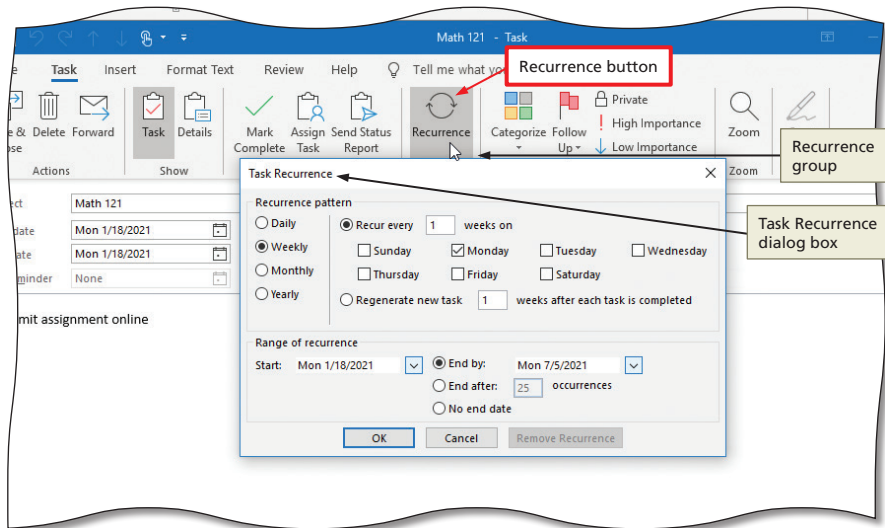 Math 121 - Task
Task Insert Format Text Review Help Tell me what
Recurrence button
Delete Forward Task Details Mark Complete Assign Task Send Status Report Recurrence Categorize Follow Up Private
High Importance
Low Importance
Zoom
Actions Show Zoom
Recurrence group
Math 121
Mon 1/18/2021
Mon 1/18/2021
None
mit assignment online
Task Recurrence
Task Recurrence dialog box
Recurrence pattern
Daily Recur every 1 weeks on
Weekly Sunday Monday Tuesday Wednesday
Monthly Thursday Friday Saturday
Yearly Regenerate new task 1 weeks after each task is completed
Range of recurrence
Start: Mon 1/18/2021 End by: Mon 7/5/2021
End after: 25 occurrences
No end date
OK Cancel Remove Recurrence